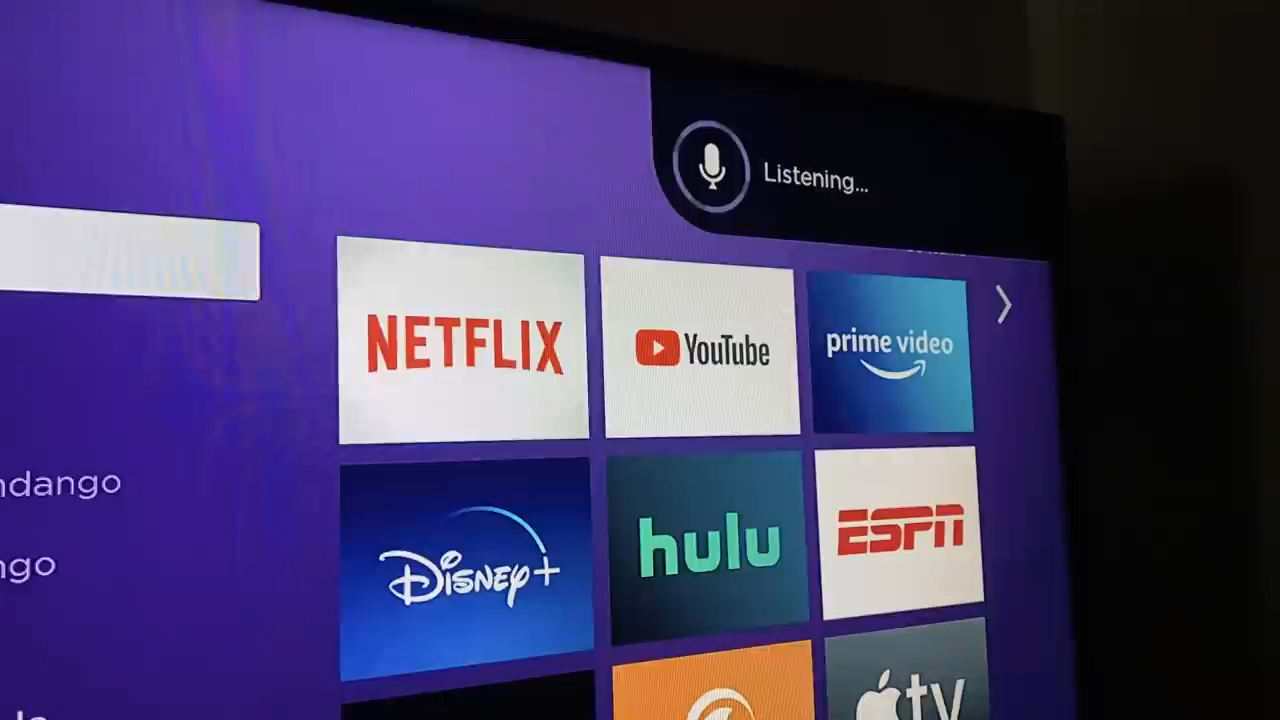 Listening...
NETFLIX
YouTube
prime video
Disney+
hulu
ESPN
ndango
ngo
tv